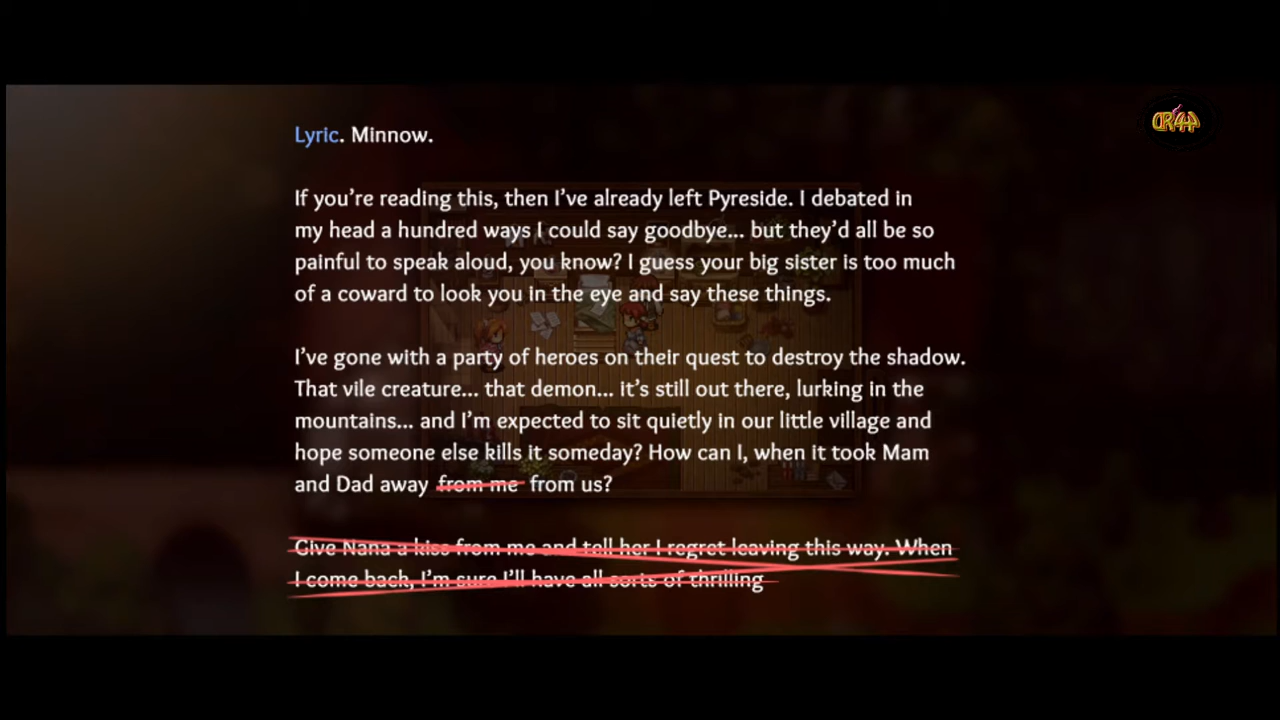 Lyric. Minnow.
If you’re reading this, then I’ve already left Pyreside. I debated in
my head a hundred ways I could say goodbye... but they’d all be so
painful to speak aloud, you know? I guess your big sister is too much
of a coward to look you in the eye and say these things.
I’ve gone with a party of heroes on their quest to destroy the shadow.
That vile creature... that demon... it’s still out there, lurking in the
mountains... and I’m expected to sit quietly in our little village and
hope someone else kills it someday? How can I, when it took Mam
and Dad away from me from us?
Give Nana a kiss from me and tell her I regret leaving this way. When
I come back, I’m sure I’ll have all sorts of thrilling